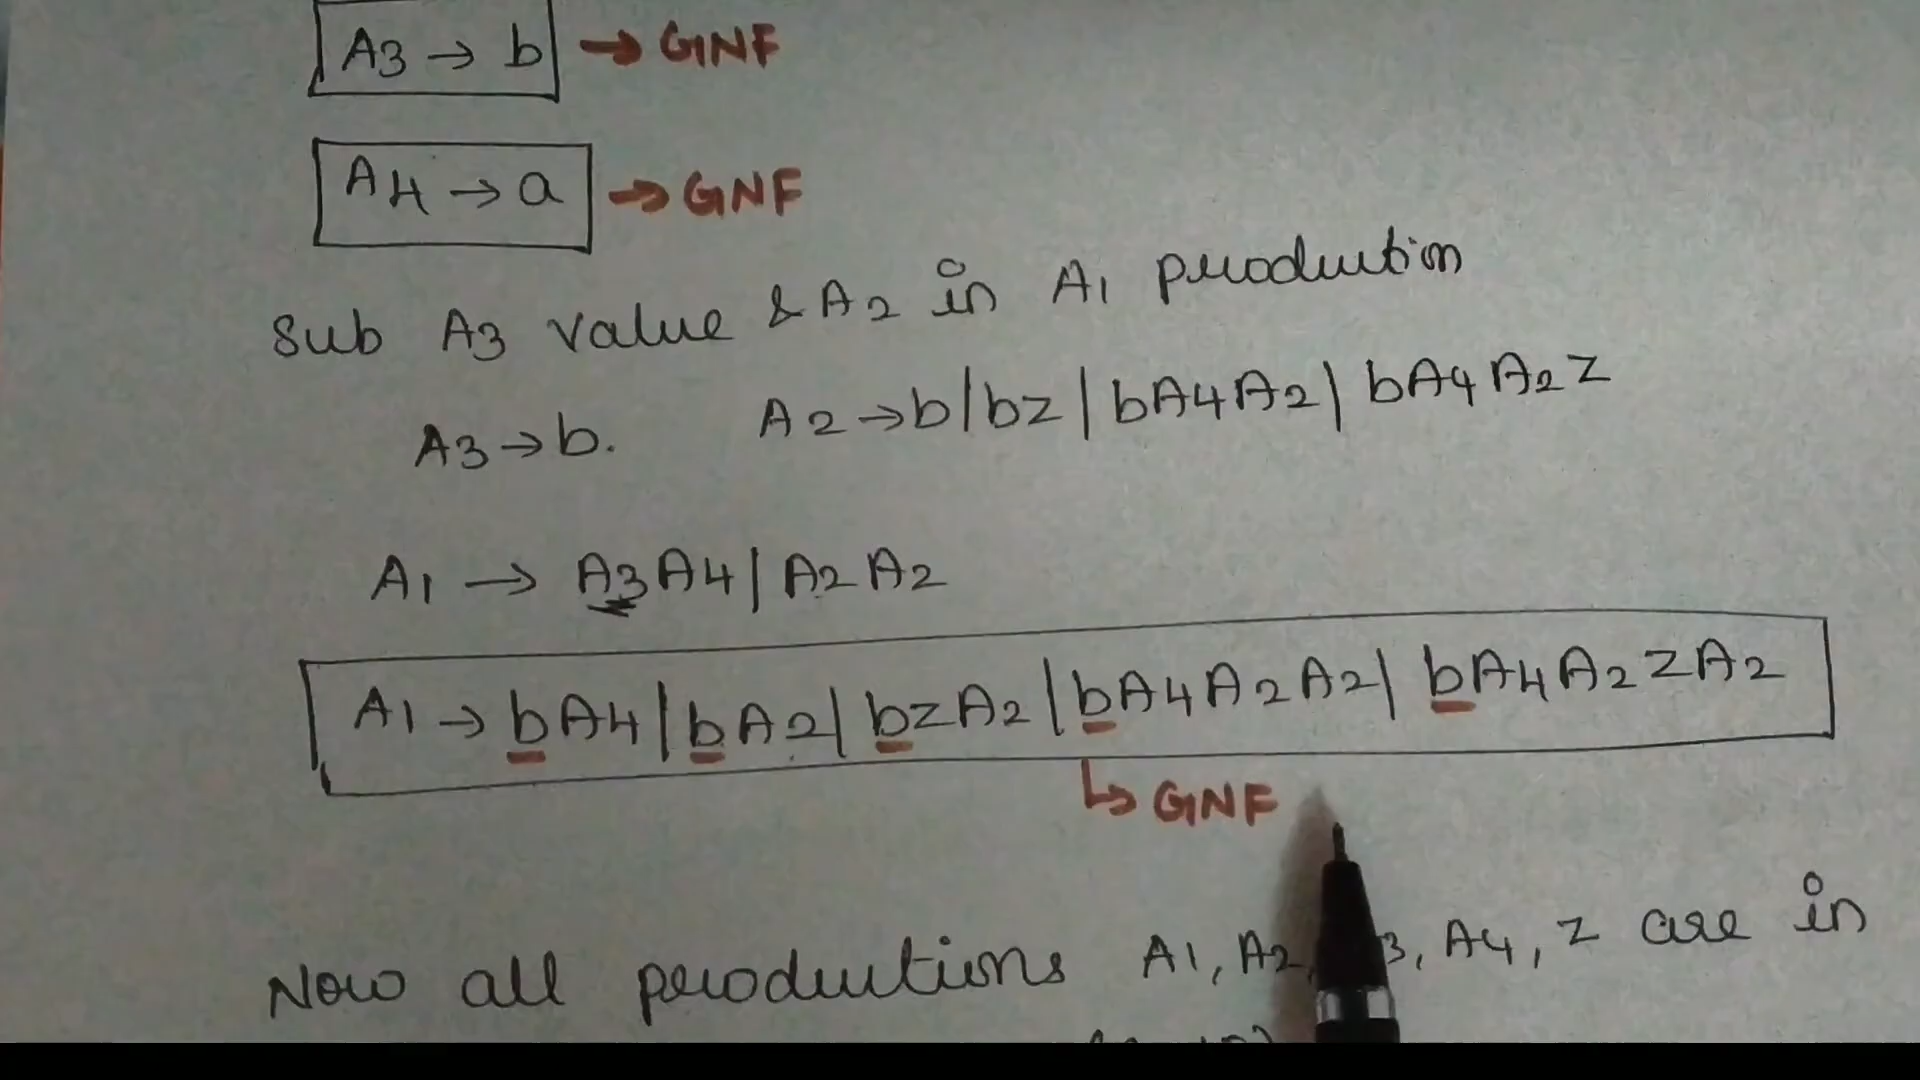 A3 → b → GNF
A4 → a → GNF
Sub A3 value & A2 in A1 production
A3 → b. A2 → b | bz | bA4A2 | bA4A2z
A1 → A3A4 | A2A2
A1 → bA4 | bA2 | bzA2 | bA4A2A2 | bA4A2zA2
↳ GNF
Now all productions A1, A2, 3, A4, z are in